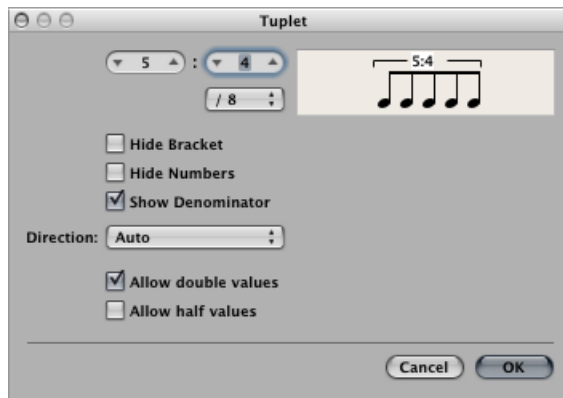 Tuplet
5 : 4
5:4
/ 8
Hide Bracket
Hide Numbers
Show Denominator
Direction: Auto
Allow double values
Allow half values
Cancel OK